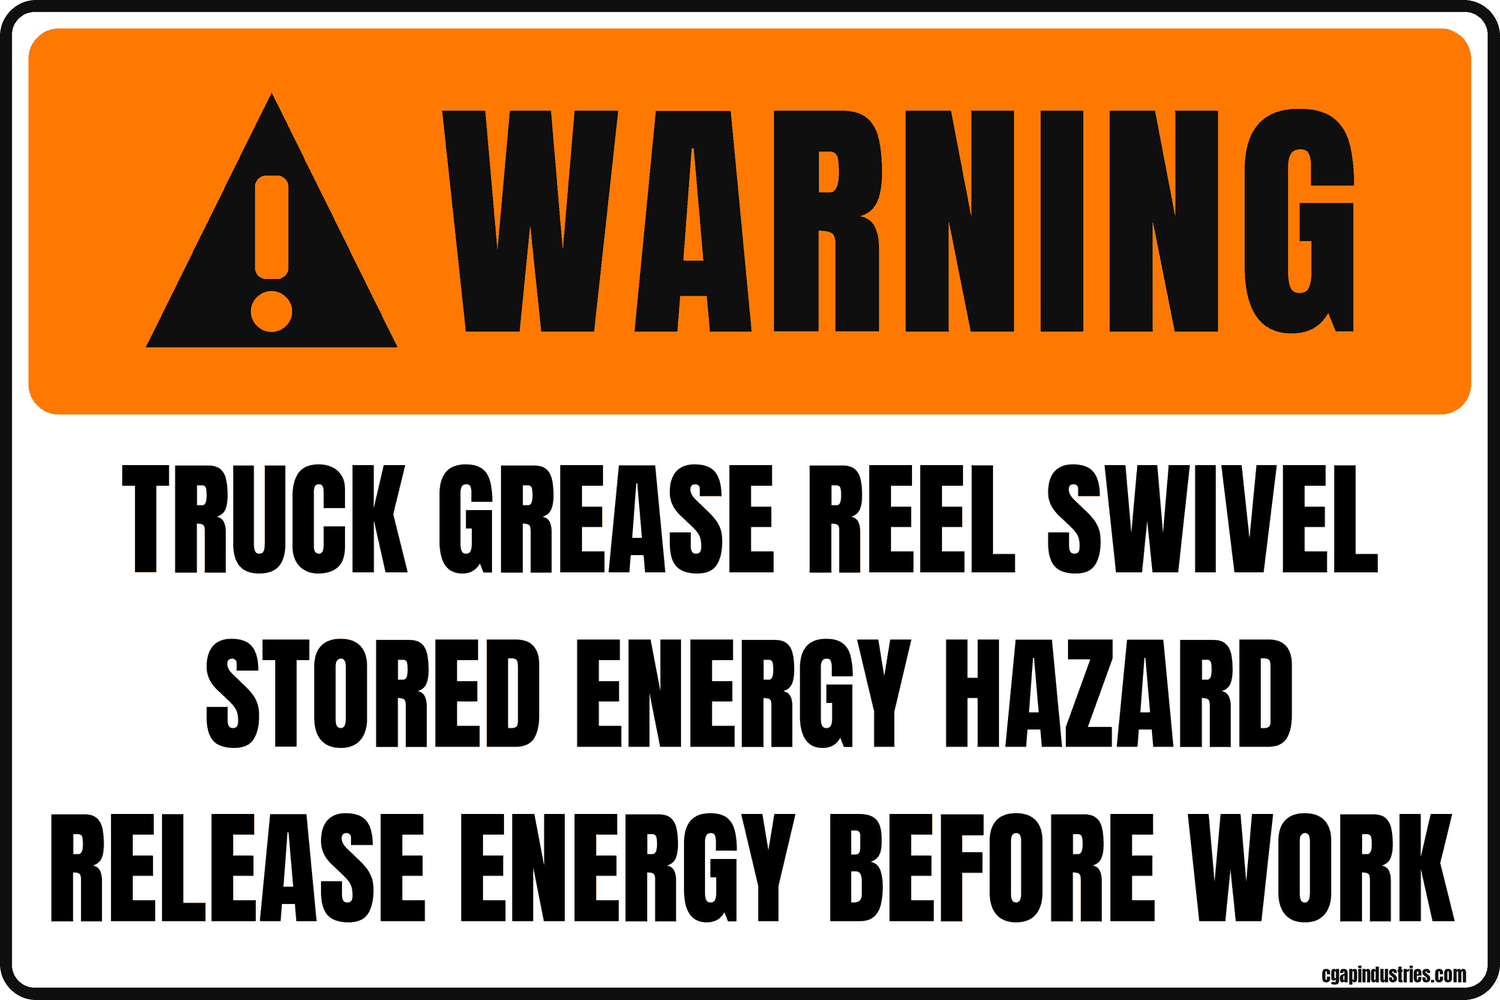 WARNING
TRUCK GREASE REEL SWIVEL
STORED ENERGY HAZARD
RELEASE ENERGY BEFORE WORK
cgapindustries.com